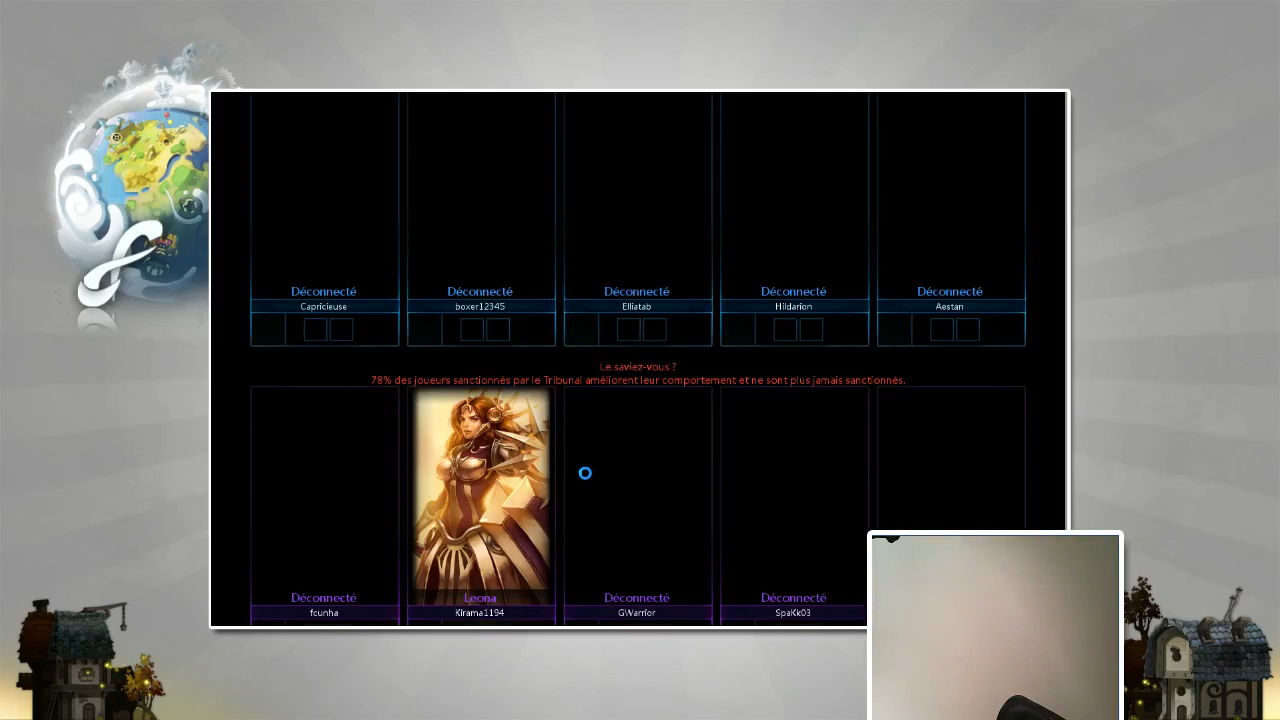 Déconnecté
Capricieuse
Déconnecté
boxer12345
Déconnecté
Elliatab
Déconnecté
Hildarion
Déconnecté
Aestan
Le saviez-vous ?
78% des joueurs sanctionnés par le Tribunal améliorent leur comportement et ne sont plus jamais sanctionnés.
Déconnecté
fcunha
Leona
Kirama1194
Déconnecté
GWarrior
Déconnecté
SpaKk03